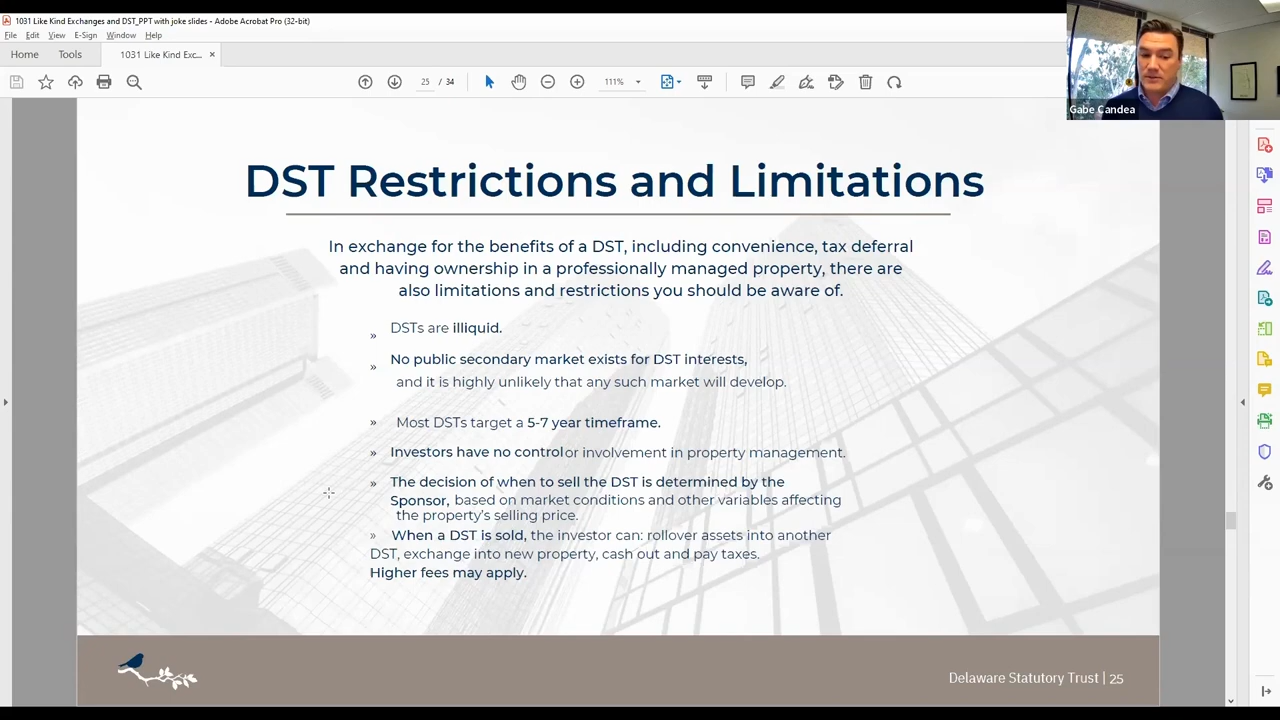 1031 Like Kind Exchanges and DST_PPT with joke slides - Adobe Acrobat Pro (32-bit)
File Edit View E-Sign Window Help
Home Tools 1031 Like Kind Exc... ×
25 / 34 111%
Gabe Candea
DST Restrictions and Limitations
In exchange for the benefits of a DST, including convenience, tax deferral
and having ownership in a professionally managed property, there are
also limitations and restrictions you should be aware of.
» DSTs are illiquid.
» No public secondary market exists for DST interests,
and it is highly unlikely that any such market will develop.
» Most DSTs target a 5-7 year timeframe.
» Investors have no control or involvement in property management.
» The decision of when to sell the DST is determined by the
Sponsor, based on market conditions and other variables affecting
the property's selling price.
» When a DST is sold, the investor can: rollover assets into another
DST, exchange into new property, cash out and pay taxes.
Higher fees may apply.
Delaware Statutory Trust | 25